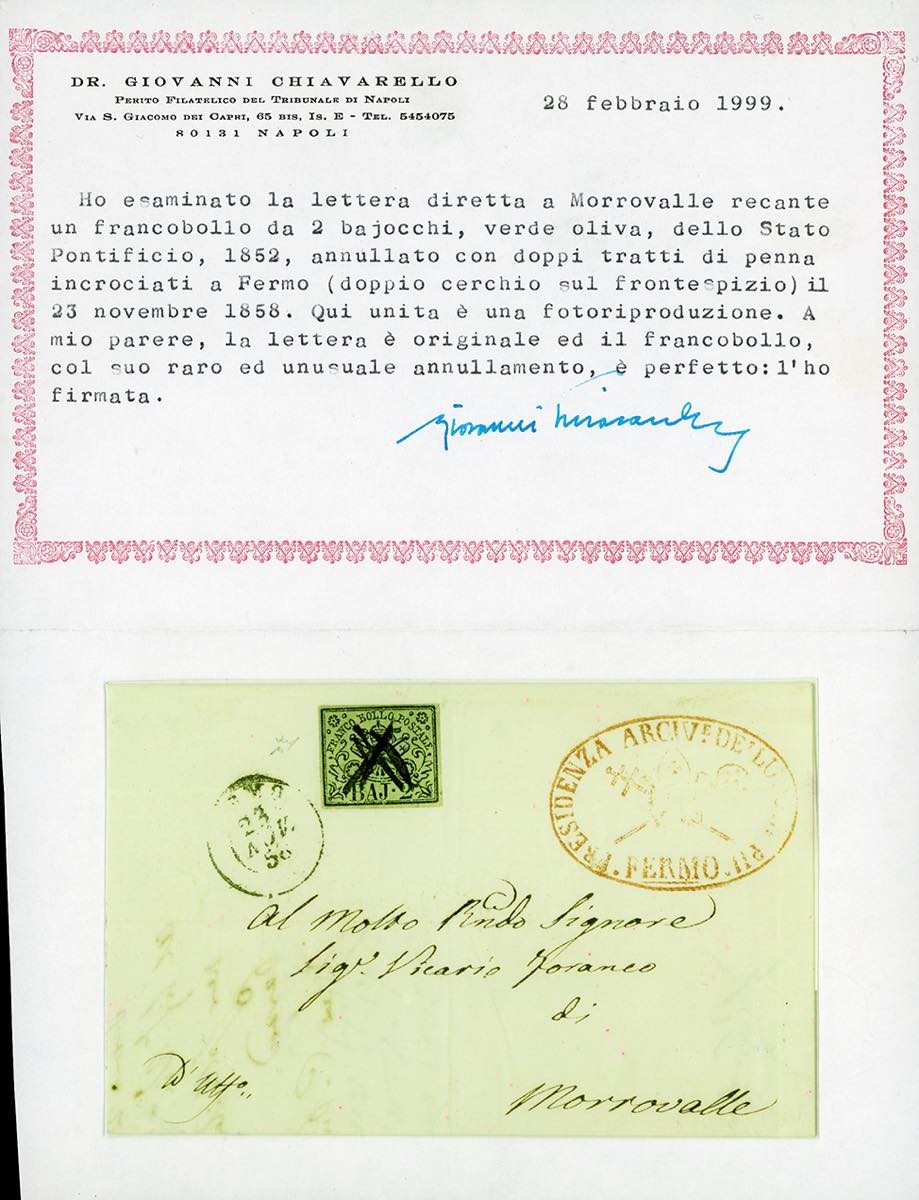 DR. GIOVANNI CHIAVARELLO
PERITO FILATELICO DEL TRIBUNALE DI NAPOLI
VIA S. GIACOMO DEI CAPRI, 65 BIS, IS. E - TEL. 5454075
80131 NAPOLI
28 febbraio 1999.
Ho esaminato la lettera diretta a Morrovalle recante
un francobollo da 2 bajocchi, verde oliva, dello Stato
Pontificio, 1852, annullato con doppi tratti di penna
incrociati a Fermo (doppio cerchio sul frontespizio) il
23 novembre 1858. Qui unita è una fotoriproduzione. A
mio parere, la lettera è originale ed il francobollo,
col suo raro ed unusuale annullamento, è perfetto: l'ho
firmata.
FRANCO BOLLO POSTALE
BAJ. 2
PRESIDENZA ARCIV. DE
FERMO
23
Al Molto Rndo Signore
Sigr. Vicario Foraneo
di
Morrovalle
D'Uffo.